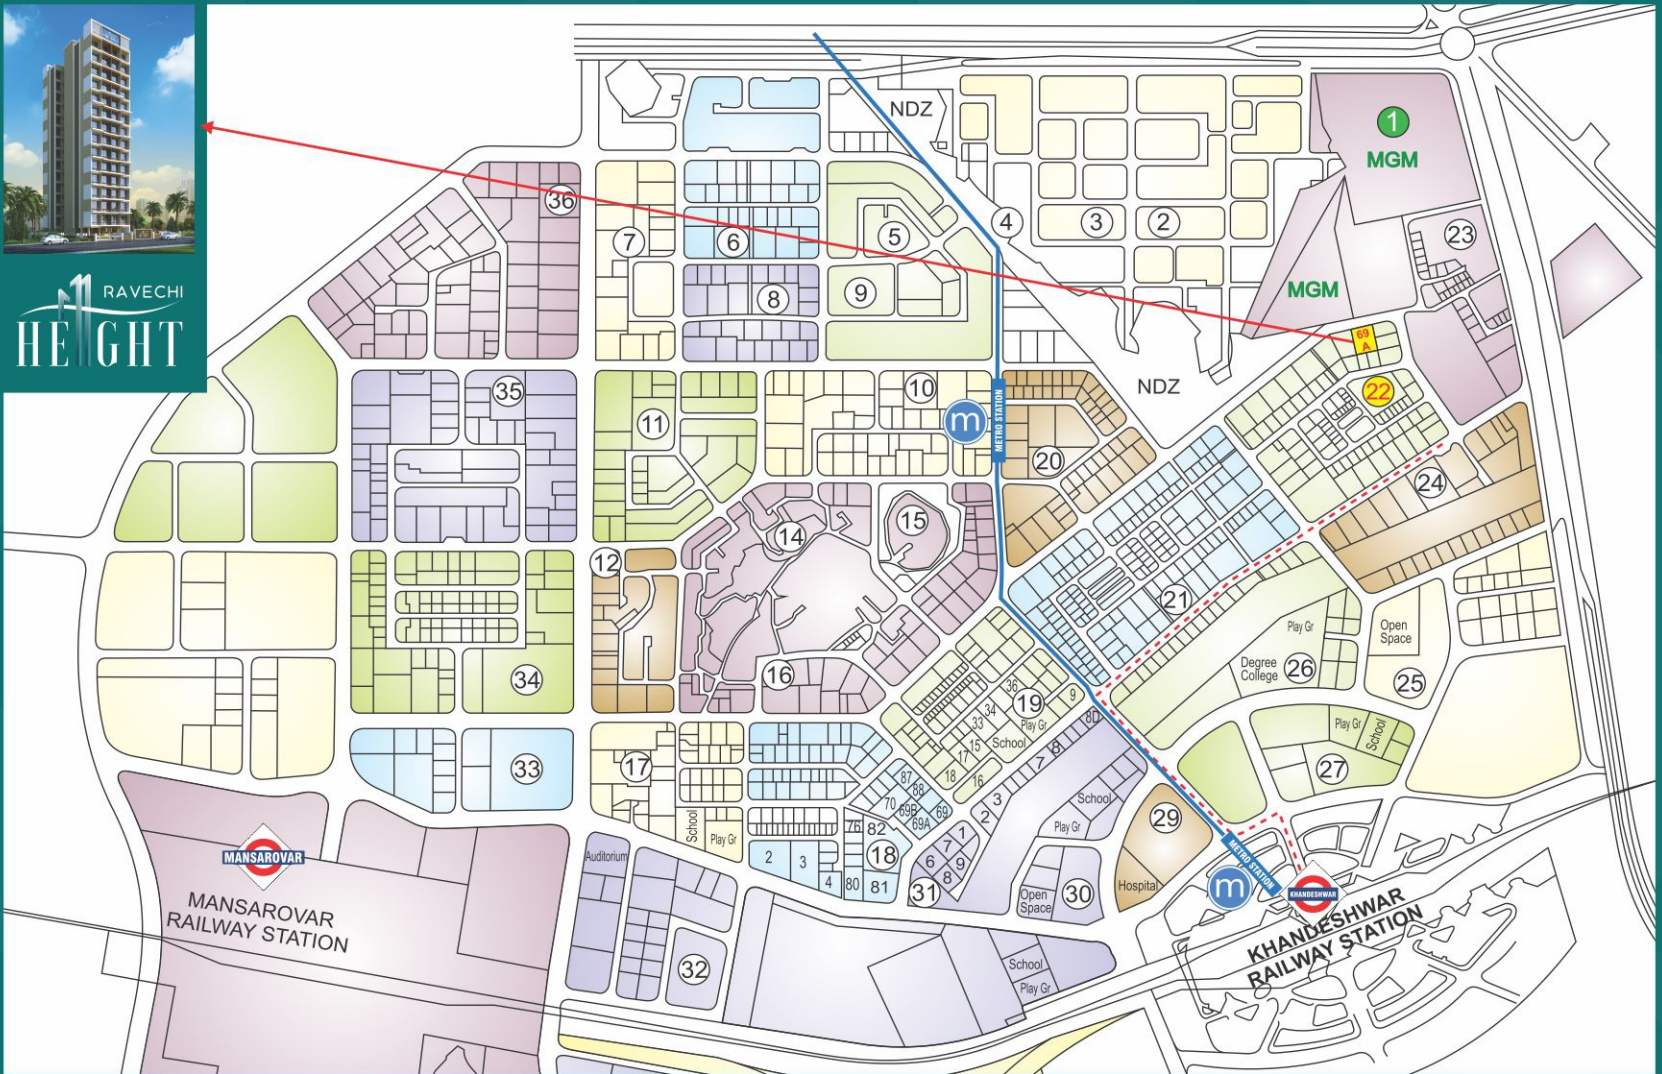 RAVECHI
HEIGHT
NDZ
1
MGM
36
4
3
2
23
7
6
5
8
9
MGM
69
A
NDZ
22
35
10
11
m
METRO STATION
20
24
15
14
12
21
Play Gr
Open
Space
Degree
College
26
25
34
16
36
9
34
19
33
Play Gr
8D
15
School
8
17
7
18
16
Play Gr
School
27
33
17
87
88
70
69B
69
69A
3
2
School
Play Gr
29
School
Play Gr
76
82
1
7
6
9
8
18
2
3
4
80
81
31
Auditorium
Open
Space
30
Hospital
METRO STATION
m
KHANDESHWAR
KHANDESHWAR
RAILWAY STATION
MANSAROVAR
MANSAROVAR
RAILWAY STATION
32
School
Play Gr